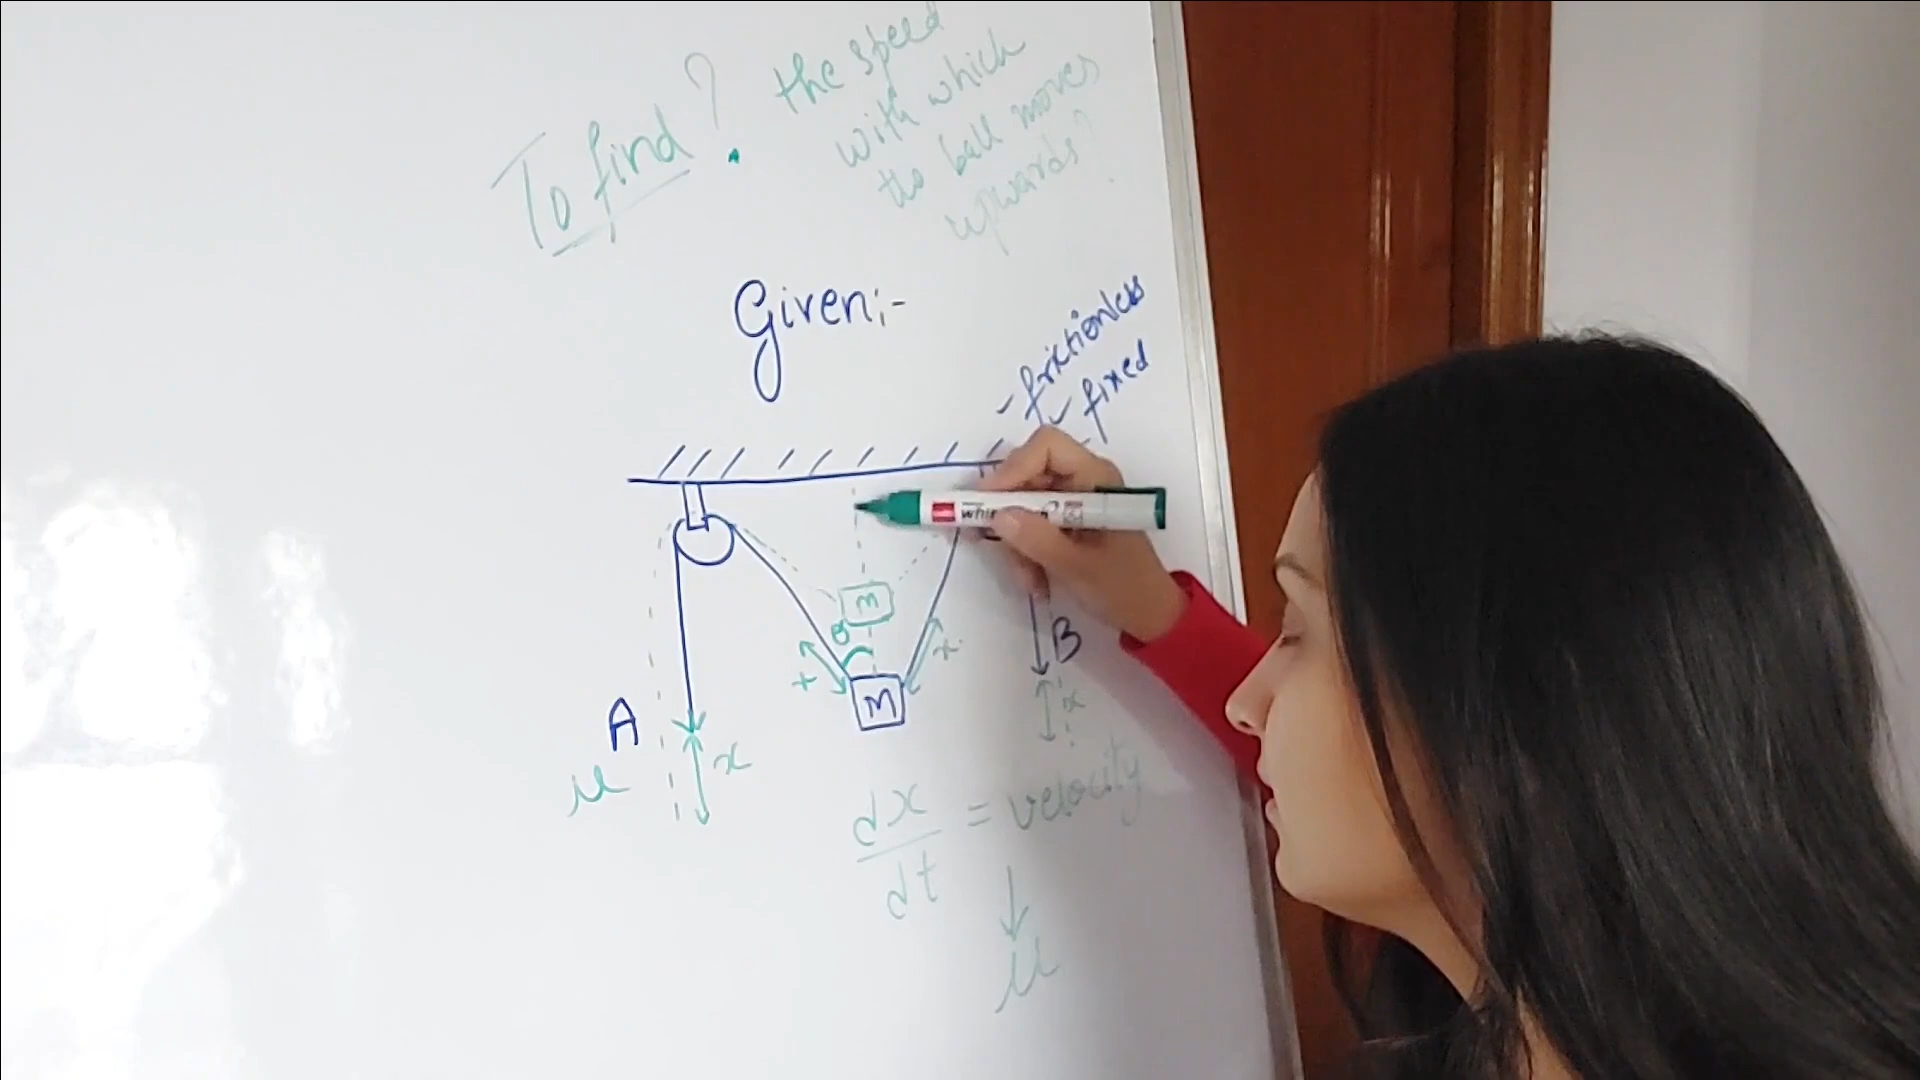 To find?
the speed
with which
the ball moves
upwards?
Given:-
- frictionless
- fixed
M
θ
x
x
M
B
A
x
x
u
dx/dt = velocity
u